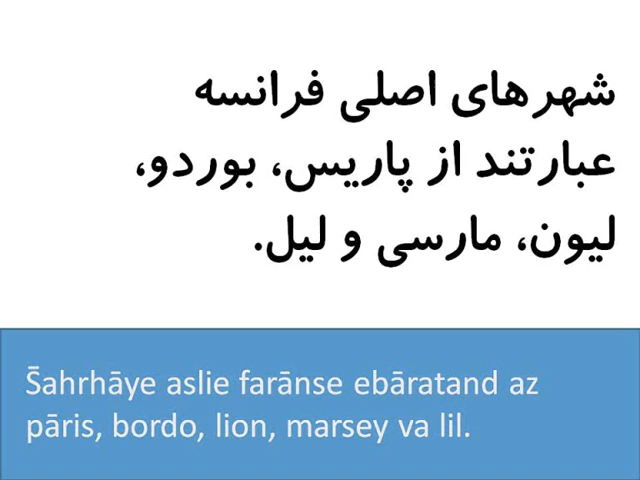 شهرهای اصلی فرانسه
عبارتند از پاریس، بوردو،
لیون، مارسی و لیل.
S̄ahrhāye aslie farānse ebāratand az
pāris, bordo, lion, marsey va lil.